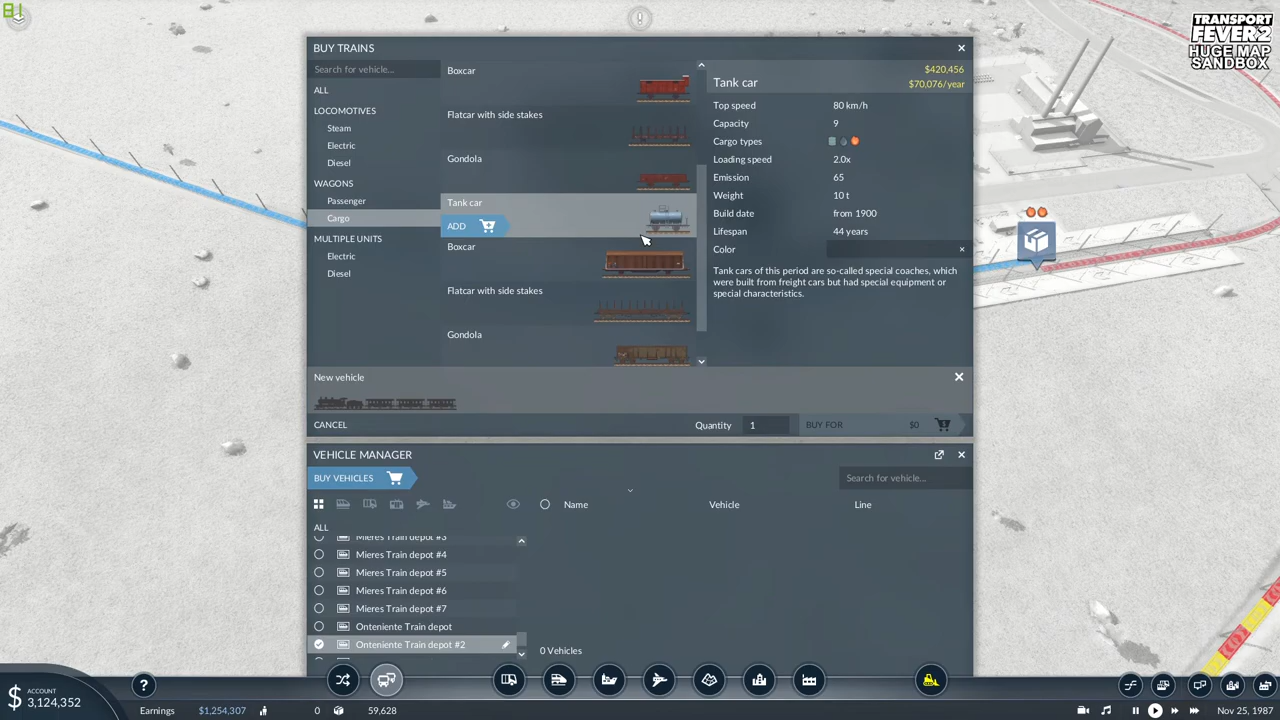 TRANSPORT
FEVER 2
HUGE MAP
SANDBOX
BUY TRAINS
Search for vehicle...
ALL
LOCOMOTIVES
Steam
Electric
Diesel
WAGONS
Passenger
Cargo
MULTIPLE UNITS
Electric
Diesel
Boxcar
Flatcar with side stakes
Gondola
Tank car
ADD
Boxcar
Flatcar with side stakes
Gondola
$420,456
Tank car
$70,076/year
Top speed 80 km/h
Capacity 9
Cargo types
Loading speed 2.0x
Emission 65
Weight 10 t
Build date from 1900
Lifespan 44 years
Color
Tank cars of this period are so-called special coaches, which
were built from freight cars but had special equipment or
special characteristics.
New vehicle
CANCEL
Quantity 1
BUY FOR $0
VEHICLE MANAGER
BUY VEHICLES
Search for vehicle...
Name Vehicle Line
ALL
Mieres Train depot #3
Mieres Train depot #4
Mieres Train depot #5
Mieres Train depot #6
Mieres Train depot #7
Onteniente Train depot
Onteniente Train depot #2
0 Vehicles
$ ACCOUNT
3,124,352
?
Earnings $1,254,307 0 59,628
Nov 25, 1987